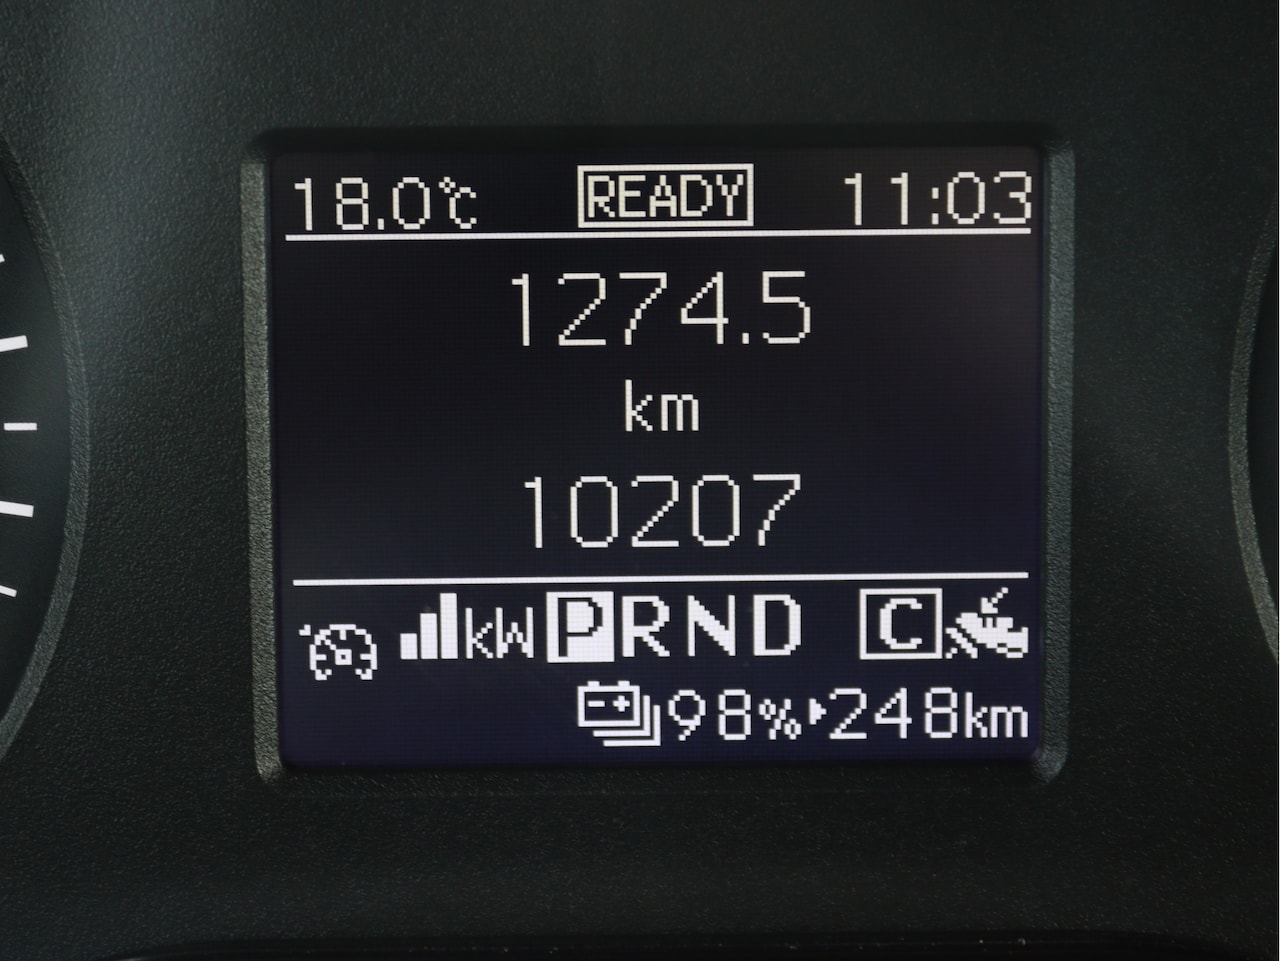 18.0℃ READY 11:03
1274.5
km
10207
kW PRND C
98%▸248km